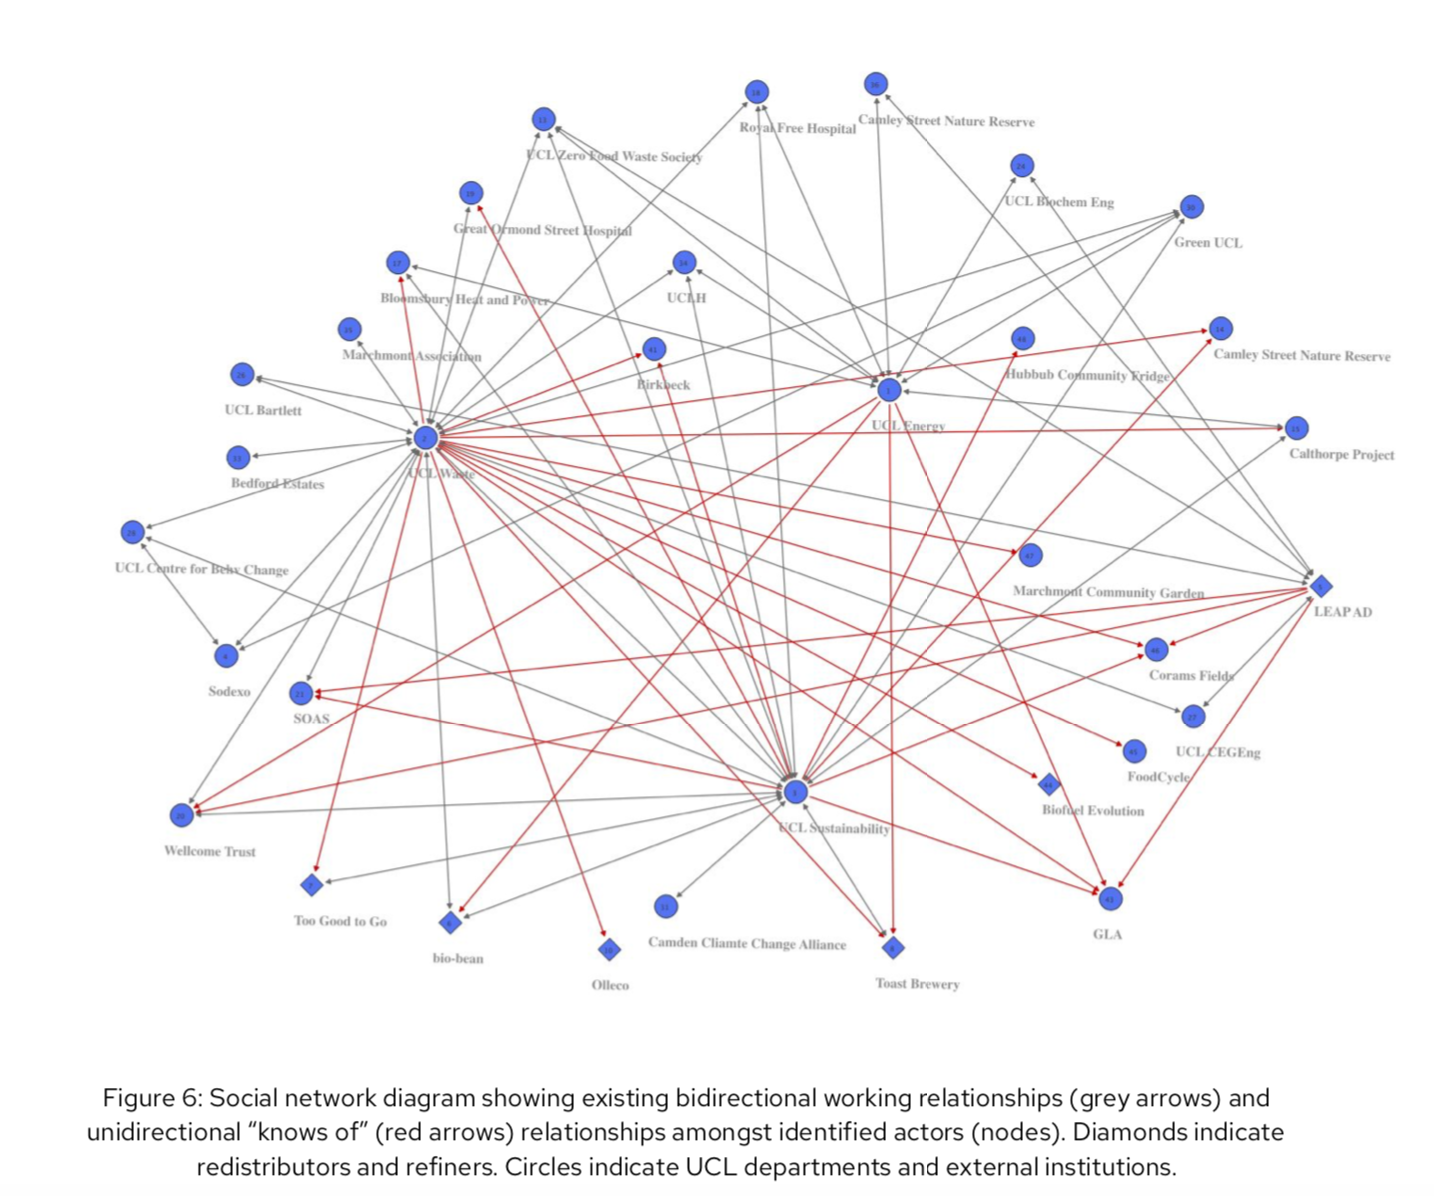 Camley Street Nature Reserve
Royal Free Hospital
UCL Zero Food Waste Society
UCL Biochem Eng
Great Ormond Street Hospital
Green UCL
Bloomsbury Heat and Power
UCLH
Marchmont Association
Camley Street Nature Reserve
Hubbub Community Fridge
Birkbeck
UCL Bartlett
UCL Energy
Calthorpe Project
UCL Waste
Bedford Estates
UCL Centre for Behv Change
Marchmont Community Garden
LEAP AD
Corams Fields
Sodexo
SOAS
UCL CEGEng
FoodCycle
Biofuel Evolution
UCL Sustainability
Wellcome Trust
Too Good to Go
GLA
Camden Cliamte Change Alliance
bio-bean
Olleco
Toast Brewery
Figure 6: Social network diagram showing existing bidirectional working relationships (grey arrows) and
unidirectional “knows of” (red arrows) relationships amongst identified actors (nodes). Diamonds indicate
redistributors and refiners. Circles indicate UCL departments and external institutions.